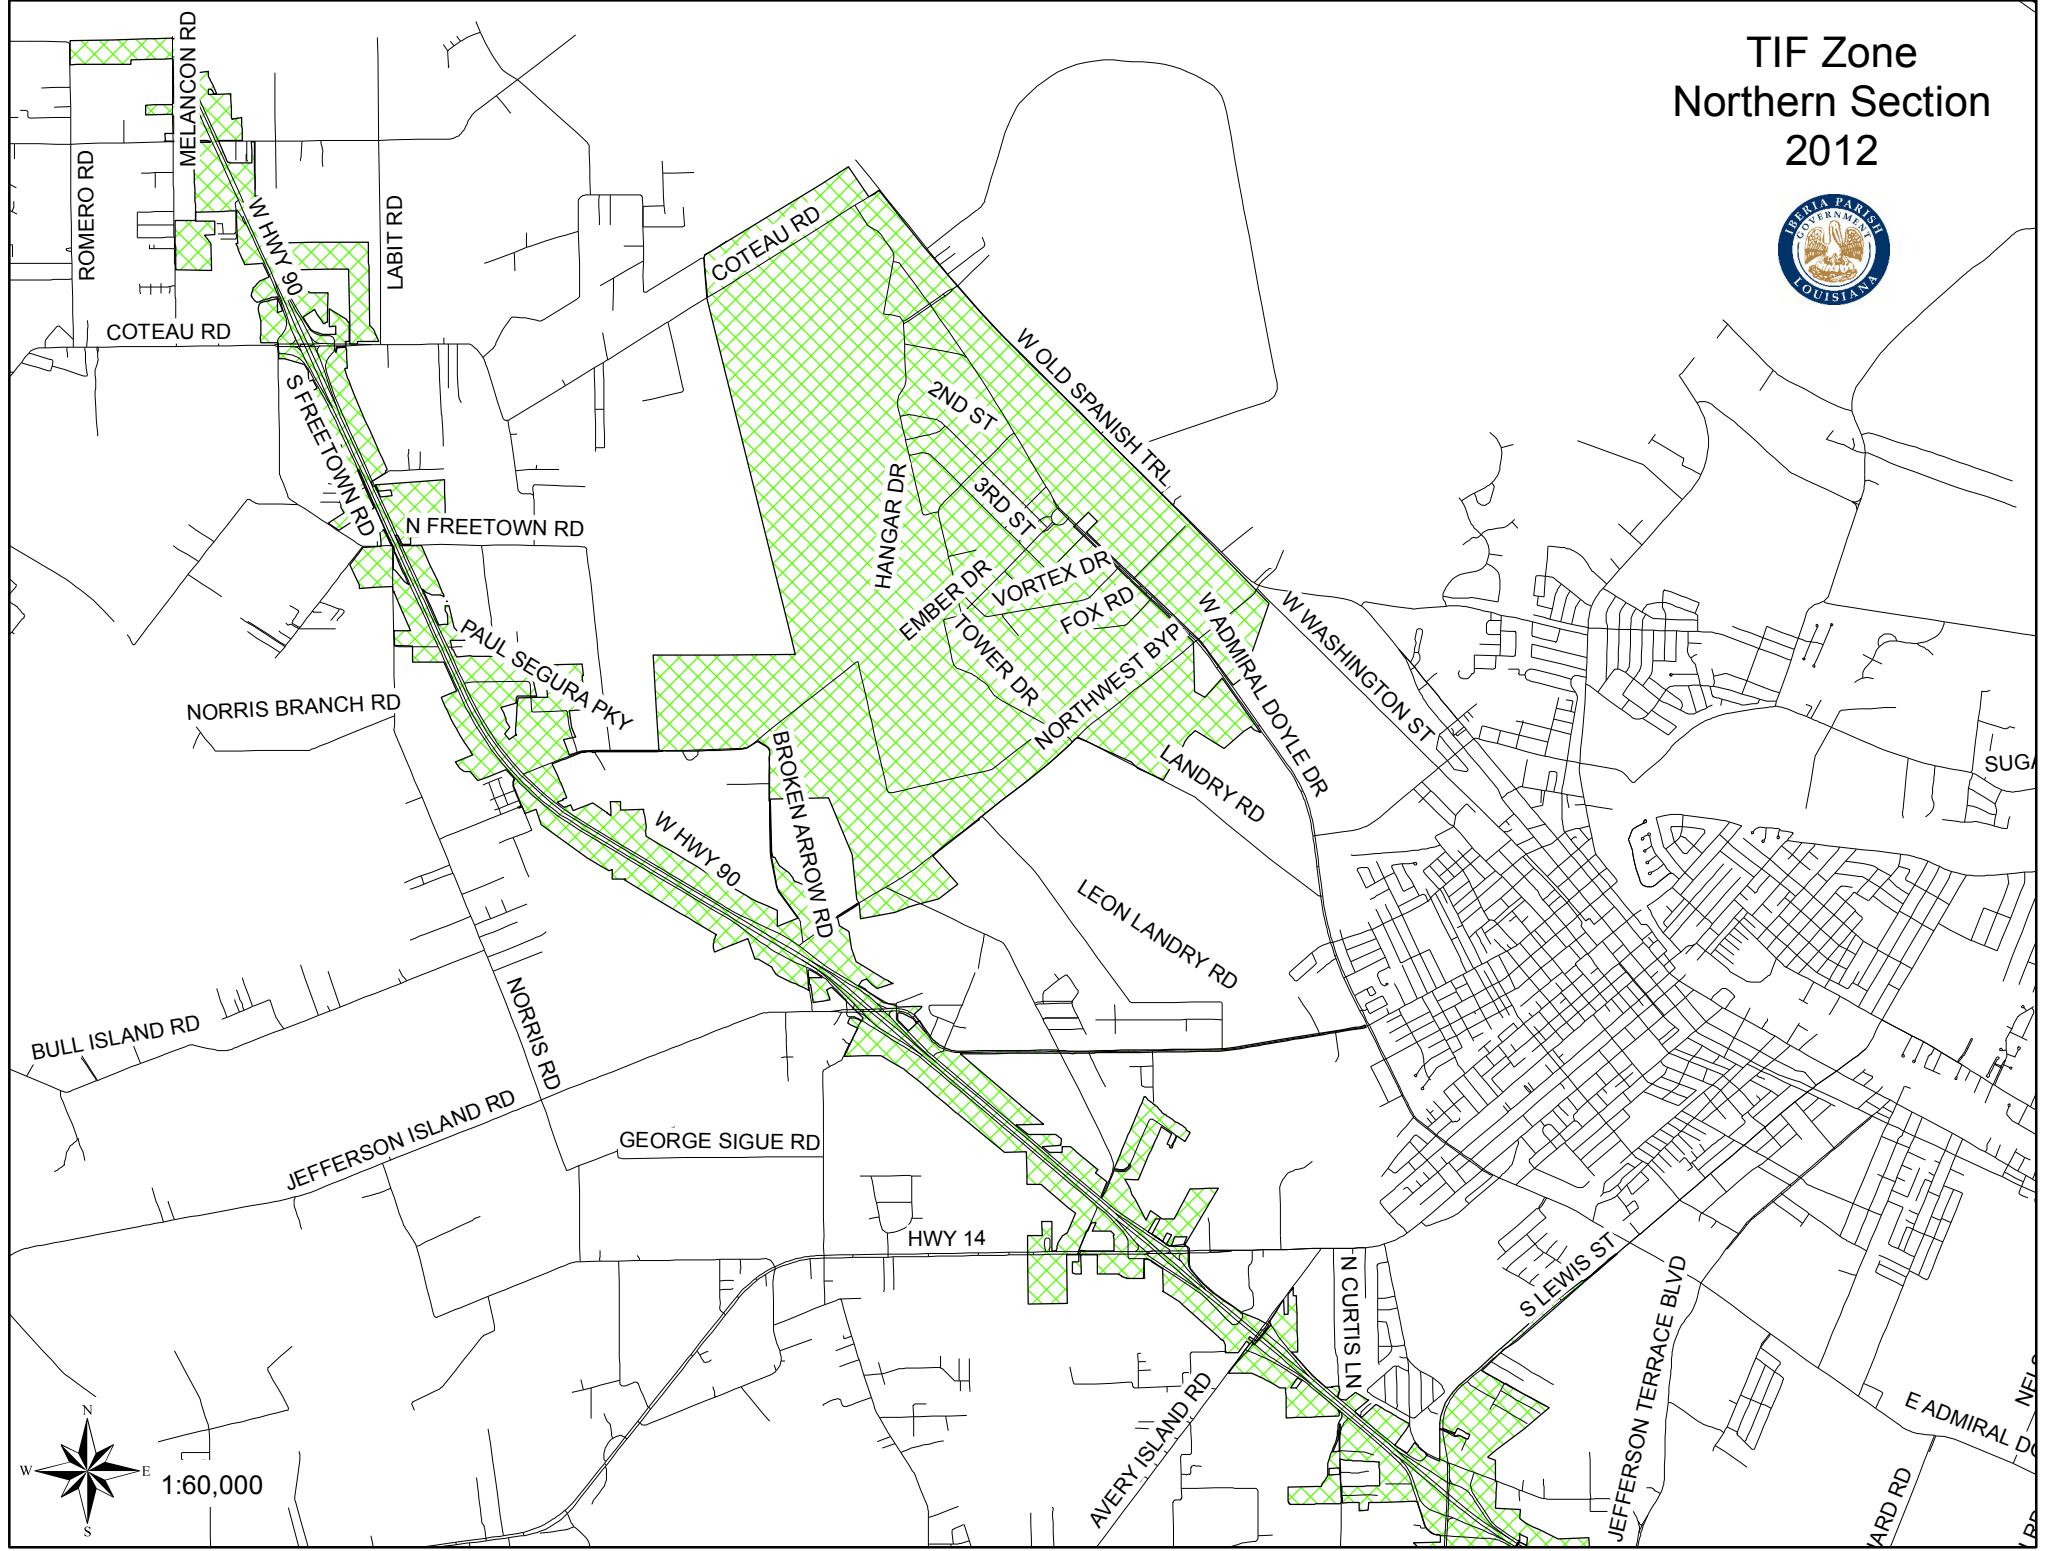 TIF Zone
Northern Section
2012
IBERIA PARISH
GOVERNMENT
LOUISIANA
MELANCON RD
ROMERO RD
W HWY 90
LABIT RD
COTEAU RD
COTEAU RD
S FREETOWN RD
N FREETOWN RD
W OLD SPANISH TRL
2ND ST
3RD ST
HANGAR DR
EMBER DR
VORTEX DR
FOX RD
TOWER DR
NORTHWEST BYP
W ADMIRAL DOYLE DR
W WASHINGTON ST
PAUL SEGURA PKY
NORRIS BRANCH RD
BROKEN ARROW RD
LANDRY RD
SUGA
W HWY 90
LEON LANDRY RD
NORRIS RD
BULL ISLAND RD
JEFFERSON ISLAND RD
GEORGE SIGUE RD
HWY 14
N CURTIS LN
S LEWIS ST
JEFFERSON TERRACE BLVD
AVERY ISLAND RD
E ADMIRAL DO
ARD RD
N
W
E
S
1:60,000